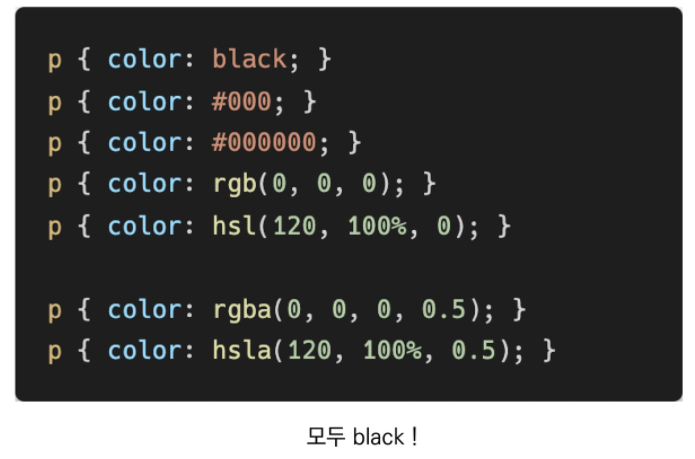 p { color: black; }
p { color: #000; }
p { color: #000000; }
p { color: rgb(0, 0, 0); }
p { color: hsl(120, 100%, 0); }
p { color: rgba(0, 0, 0, 0.5); }
p { color: hsla(120, 100%, 0.5); }
모두 black !